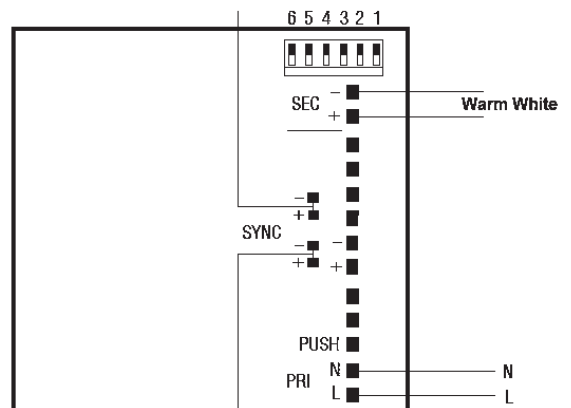 6 5 4 3 2 1
SEC - Warm White
+
- 
+
SYNC
- -
+ +
PUSH
PRI N N
L L